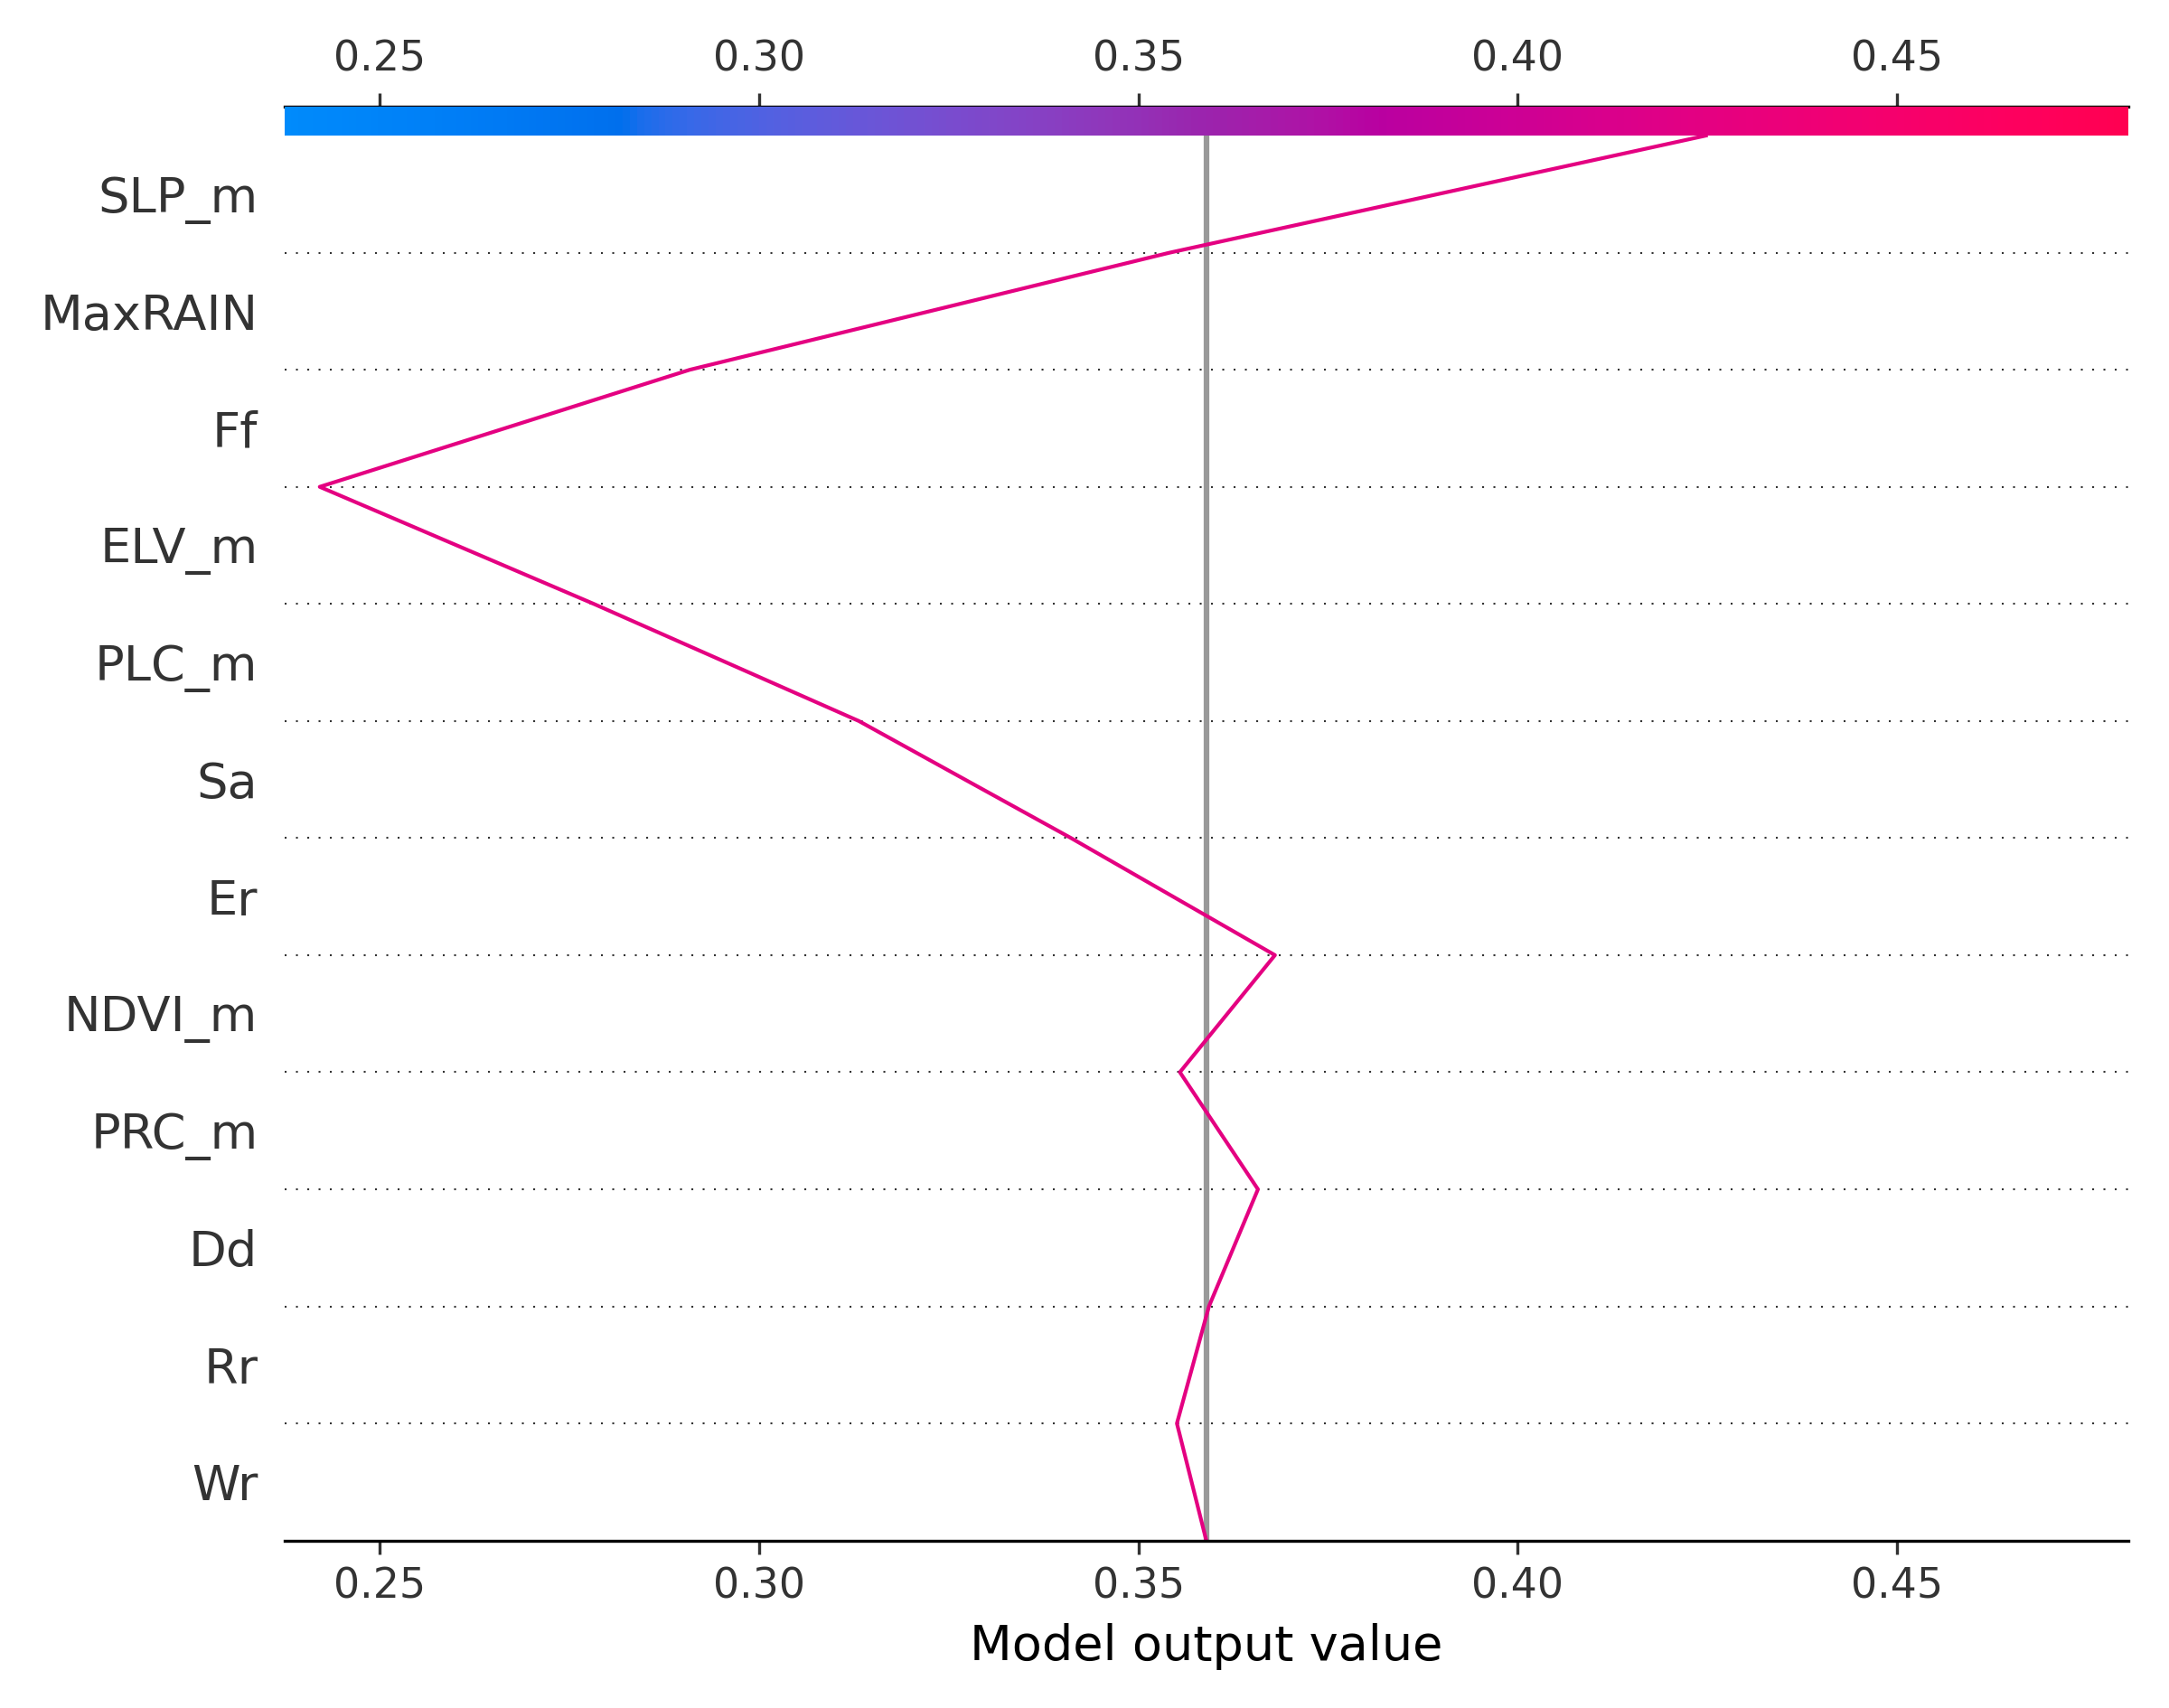 0.25 0.30 0.35 0.40 0.45
SLP_m
MaxRAIN
Ff
ELV_m
PLC_m
Sa
Er
NDVI_m
PRC_m
Dd
Rr
Wr
0.25 0.30 0.35 0.40 0.45
Model output value